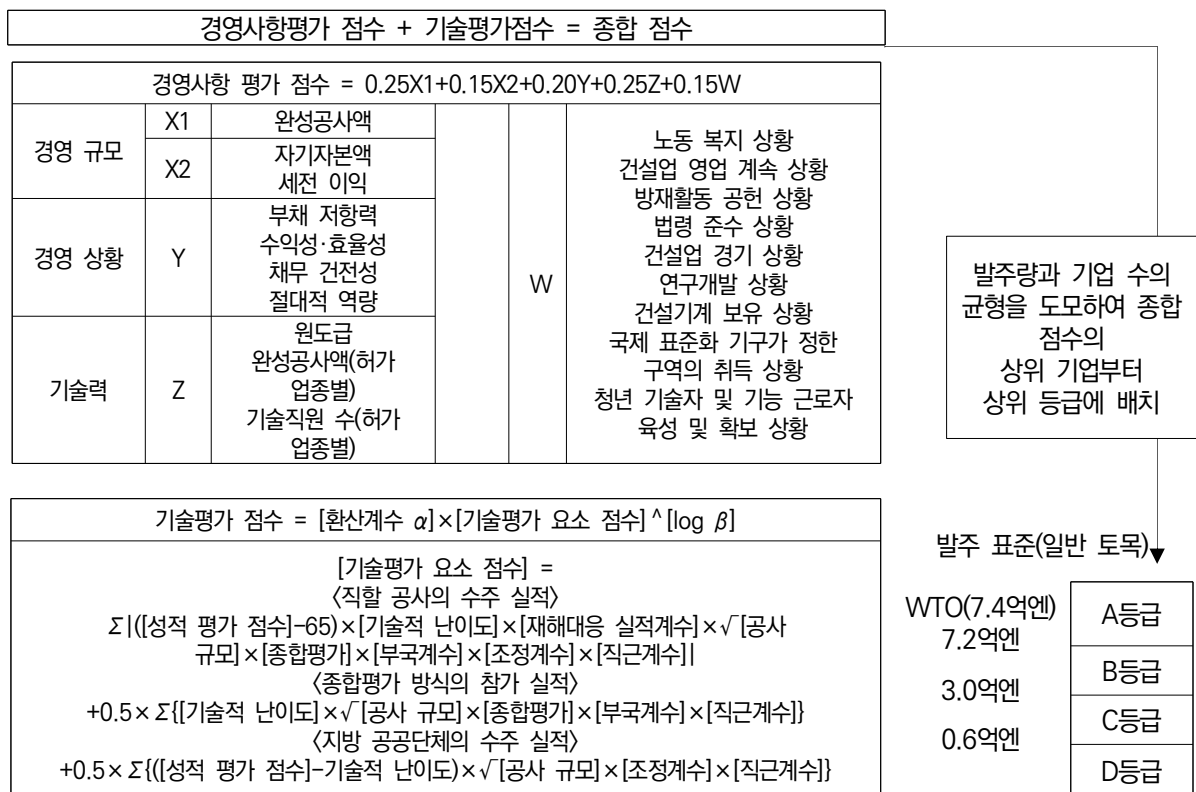 경영사항평가 점수 + 기술평가점수 = 종합 점수
경영사항 평가 점수 = 0.25X1+0.15X2+0.20Y+0.25Z+0.15W
경영 규모
X1
완성공사액
X2
자기자본액
세전 이익
경영 상황
Y
부채 저항력
수익성·효율성
채무 건전성
절대적 역량
기술력
Z
원도급
완성공사액(허가
업종별)
기술직원 수(허가
업종별)
W
노동 복지 상황
건설업 영업 계속 상황
방재활동 공헌 상황
법령 준수 상황
건설업 경기 상황
연구개발 상황
건설기계 보유 상황
국제 표준화 기구가 정한
구역의 취득 상황
청년 기술자 및 기능 근로자
육성 및 확보 상황
발주량과 기업 수의
균형을 도모하여 종합
점수의
상위 기업부터
상위 등급에 배치
기술평가 점수 = [환산계수 α]×[기술평가 요소 점수]^[log β]
[기술평가 요소 점수] =
〈직할 공사의 수주 실적〉
Σ|([성적 평가 점수]-65)×[기술적 난이도]×[재해대응 실적계수]×√[공사
규모]×[종합평가]×[부국계수]×[조정계수]×[직근계수]|
〈종합평가 방식의 참가 실적〉
+0.5×Σ{[기술적 난이도]×√[공사 규모]×[종합평가]×[부국계수]×[직근계수]}
〈지방 공공단체의 수주 실적〉
+0.5×Σ{([성적 평가 점수]-기술적 난이도)×√[공사 규모]×[조정계수]×[직근계수]}
발주 표준(일반 토목)
WTO(7.4억엔)
7.2억엔
3.0억엔
0.6억엔
A등급
B등급
C등급
D등급